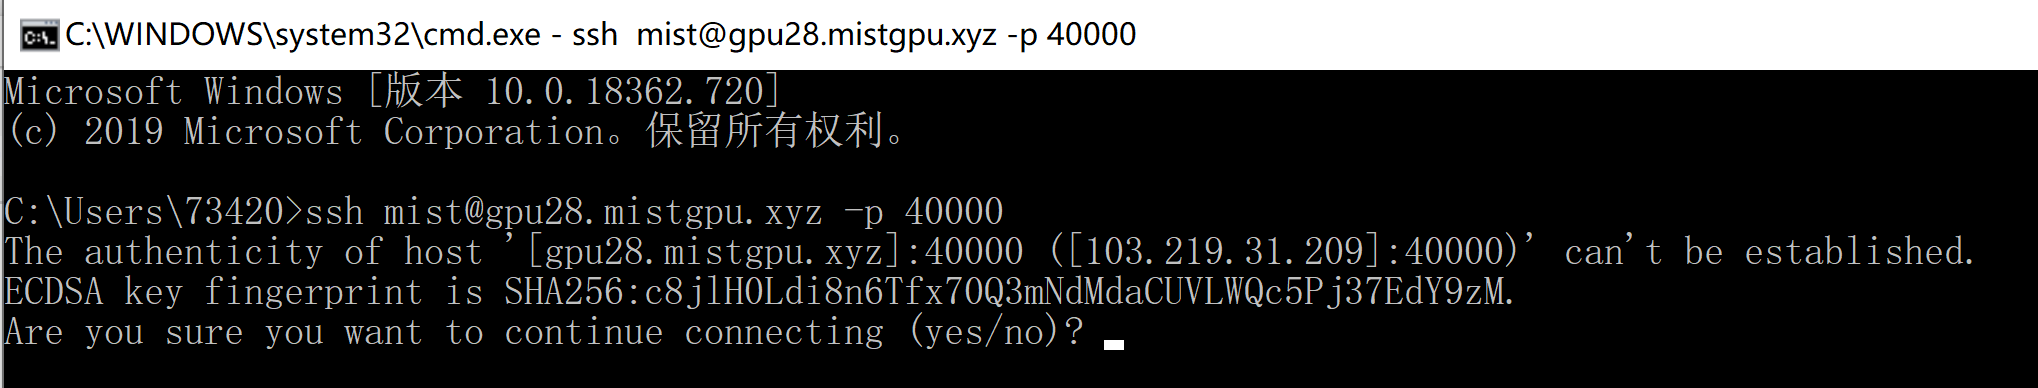 C:\WINDOWS\system32\cmd.exe - ssh  mist@gpu28.mistgpu.xyz -p 40000
Microsoft Windows [版本 10.0.18362.720]
(c) 2019 Microsoft Corporation。保留所有权利。
C:\Users\73420>ssh mist@gpu28.mistgpu.xyz -p 40000
The authenticity of host '[gpu28.mistgpu.xyz]:40000 ([103.219.31.209]:40000)' can't be established.
ECDSA key fingerprint is SHA256:c8jlH0Ldi8n6Tfx70Q3mNdMdaCUVLWQc5Pj37EdY9zM.
Are you sure you want to continue connecting (yes/no)?